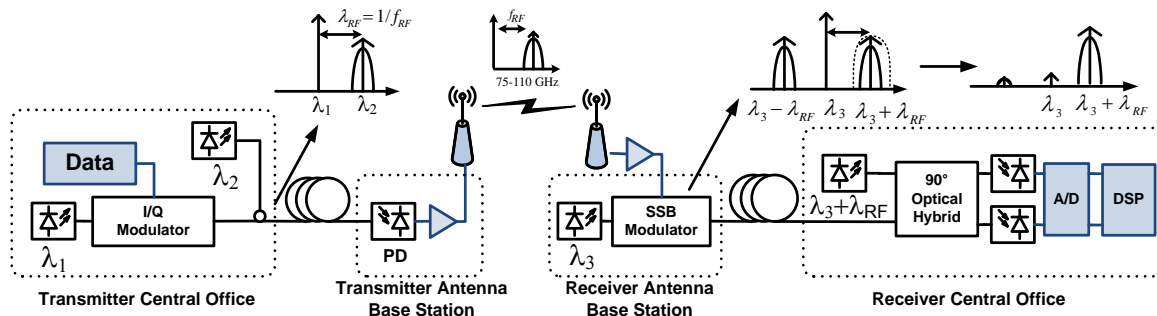 λRF = 1/fRF
λ1 λ2
fRF
75-110 GHz
λ3 − λRF λ3 λ3 + λRF
λ3 λ3 + λRF
Data
λ2
I/Q
Modulator
λ1
Transmitter Central Office
PD
Transmitter Antenna
Base Station
λ3
SSB
Modulator
Receiver Antenna
Base Station
λ3+λRF
90°
Optical
Hybrid
A/D
DSP
Receiver Central Office